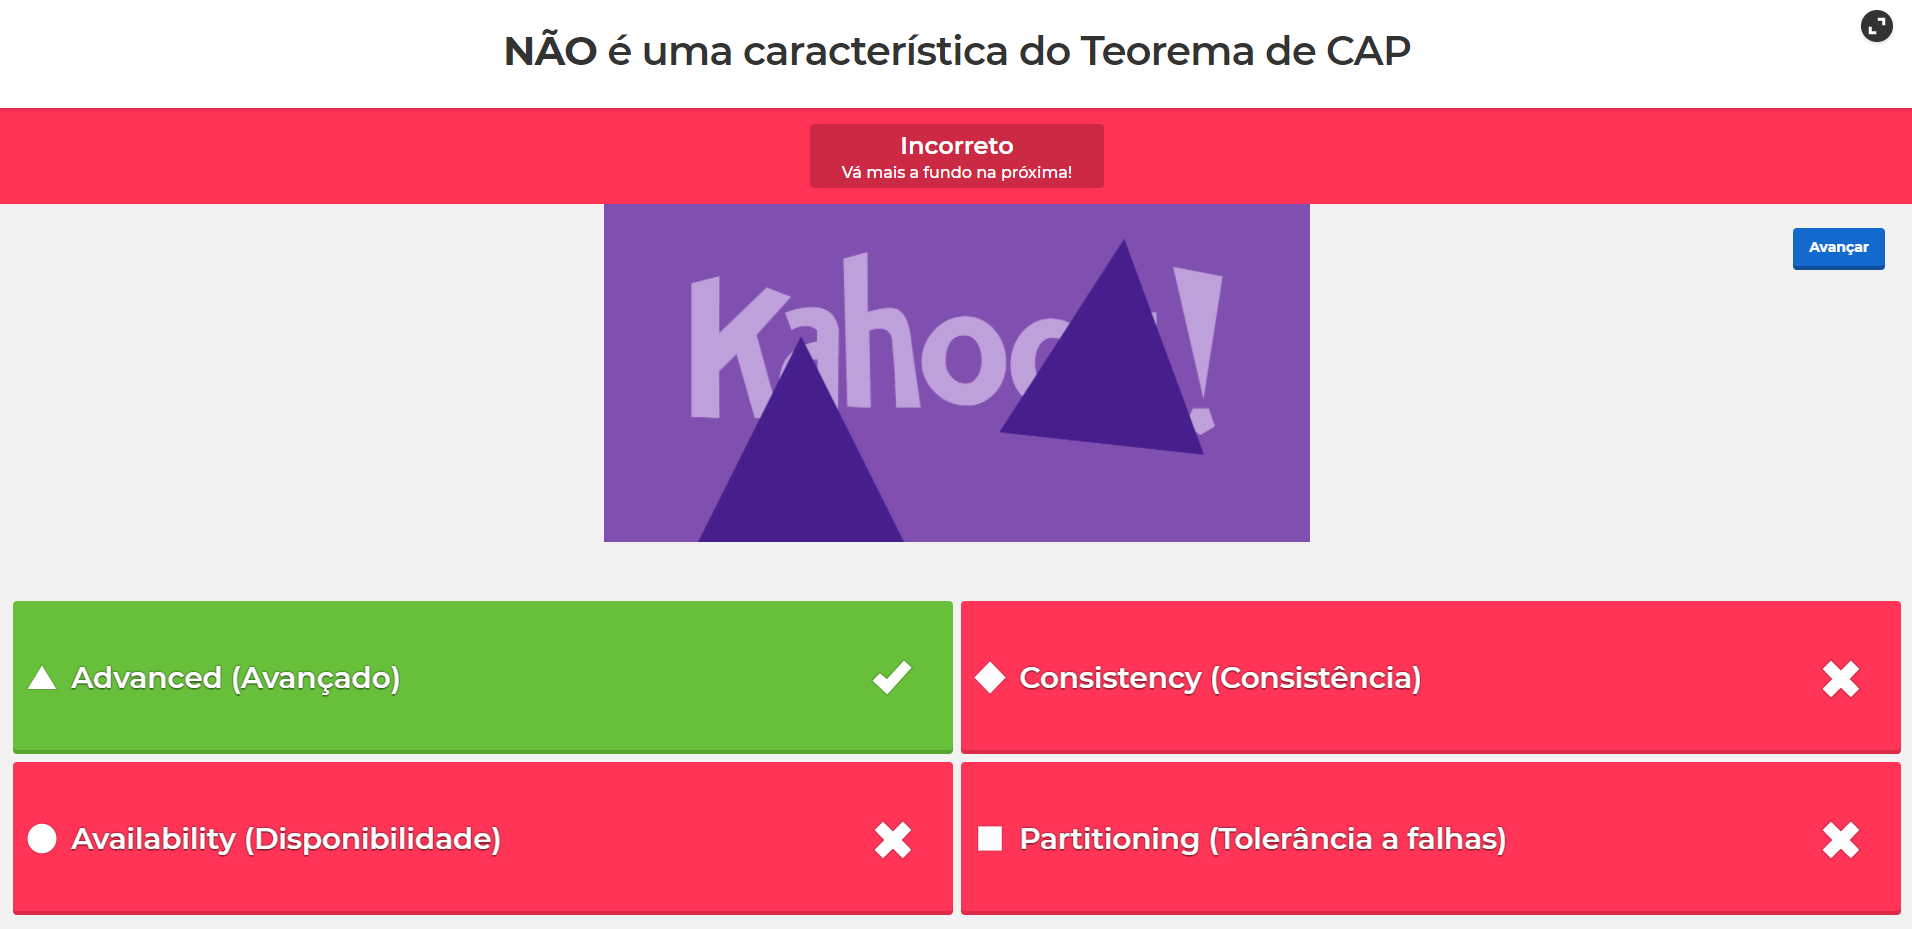 NÃO é uma característica do Teorema de CAP
Incorreto
Vá mais a fundo na próxima!
Avançar
Advanced (Avançado)
Consistency (Consistência)
Availability (Disponibilidade)
Partitioning (Tolerância a falhas)